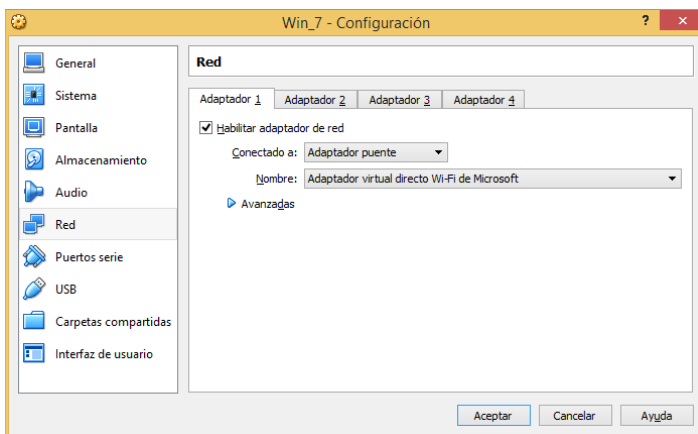 Win_7 - Configuración
?
×
General
Sistema
Pantalla
Almacenamiento
Audio
Red
Puertos serie
USB
Carpetas compartidas
Interfaz de usuario
Red
Adaptador 1 Adaptador 2 Adaptador 3 Adaptador 4
Habilitar adaptador de red
Conectado a: Adaptador puente
Nombre: Adaptador virtual directo Wi-Fi de Microsoft
Avanzadas
Aceptar Cancelar Ayuda